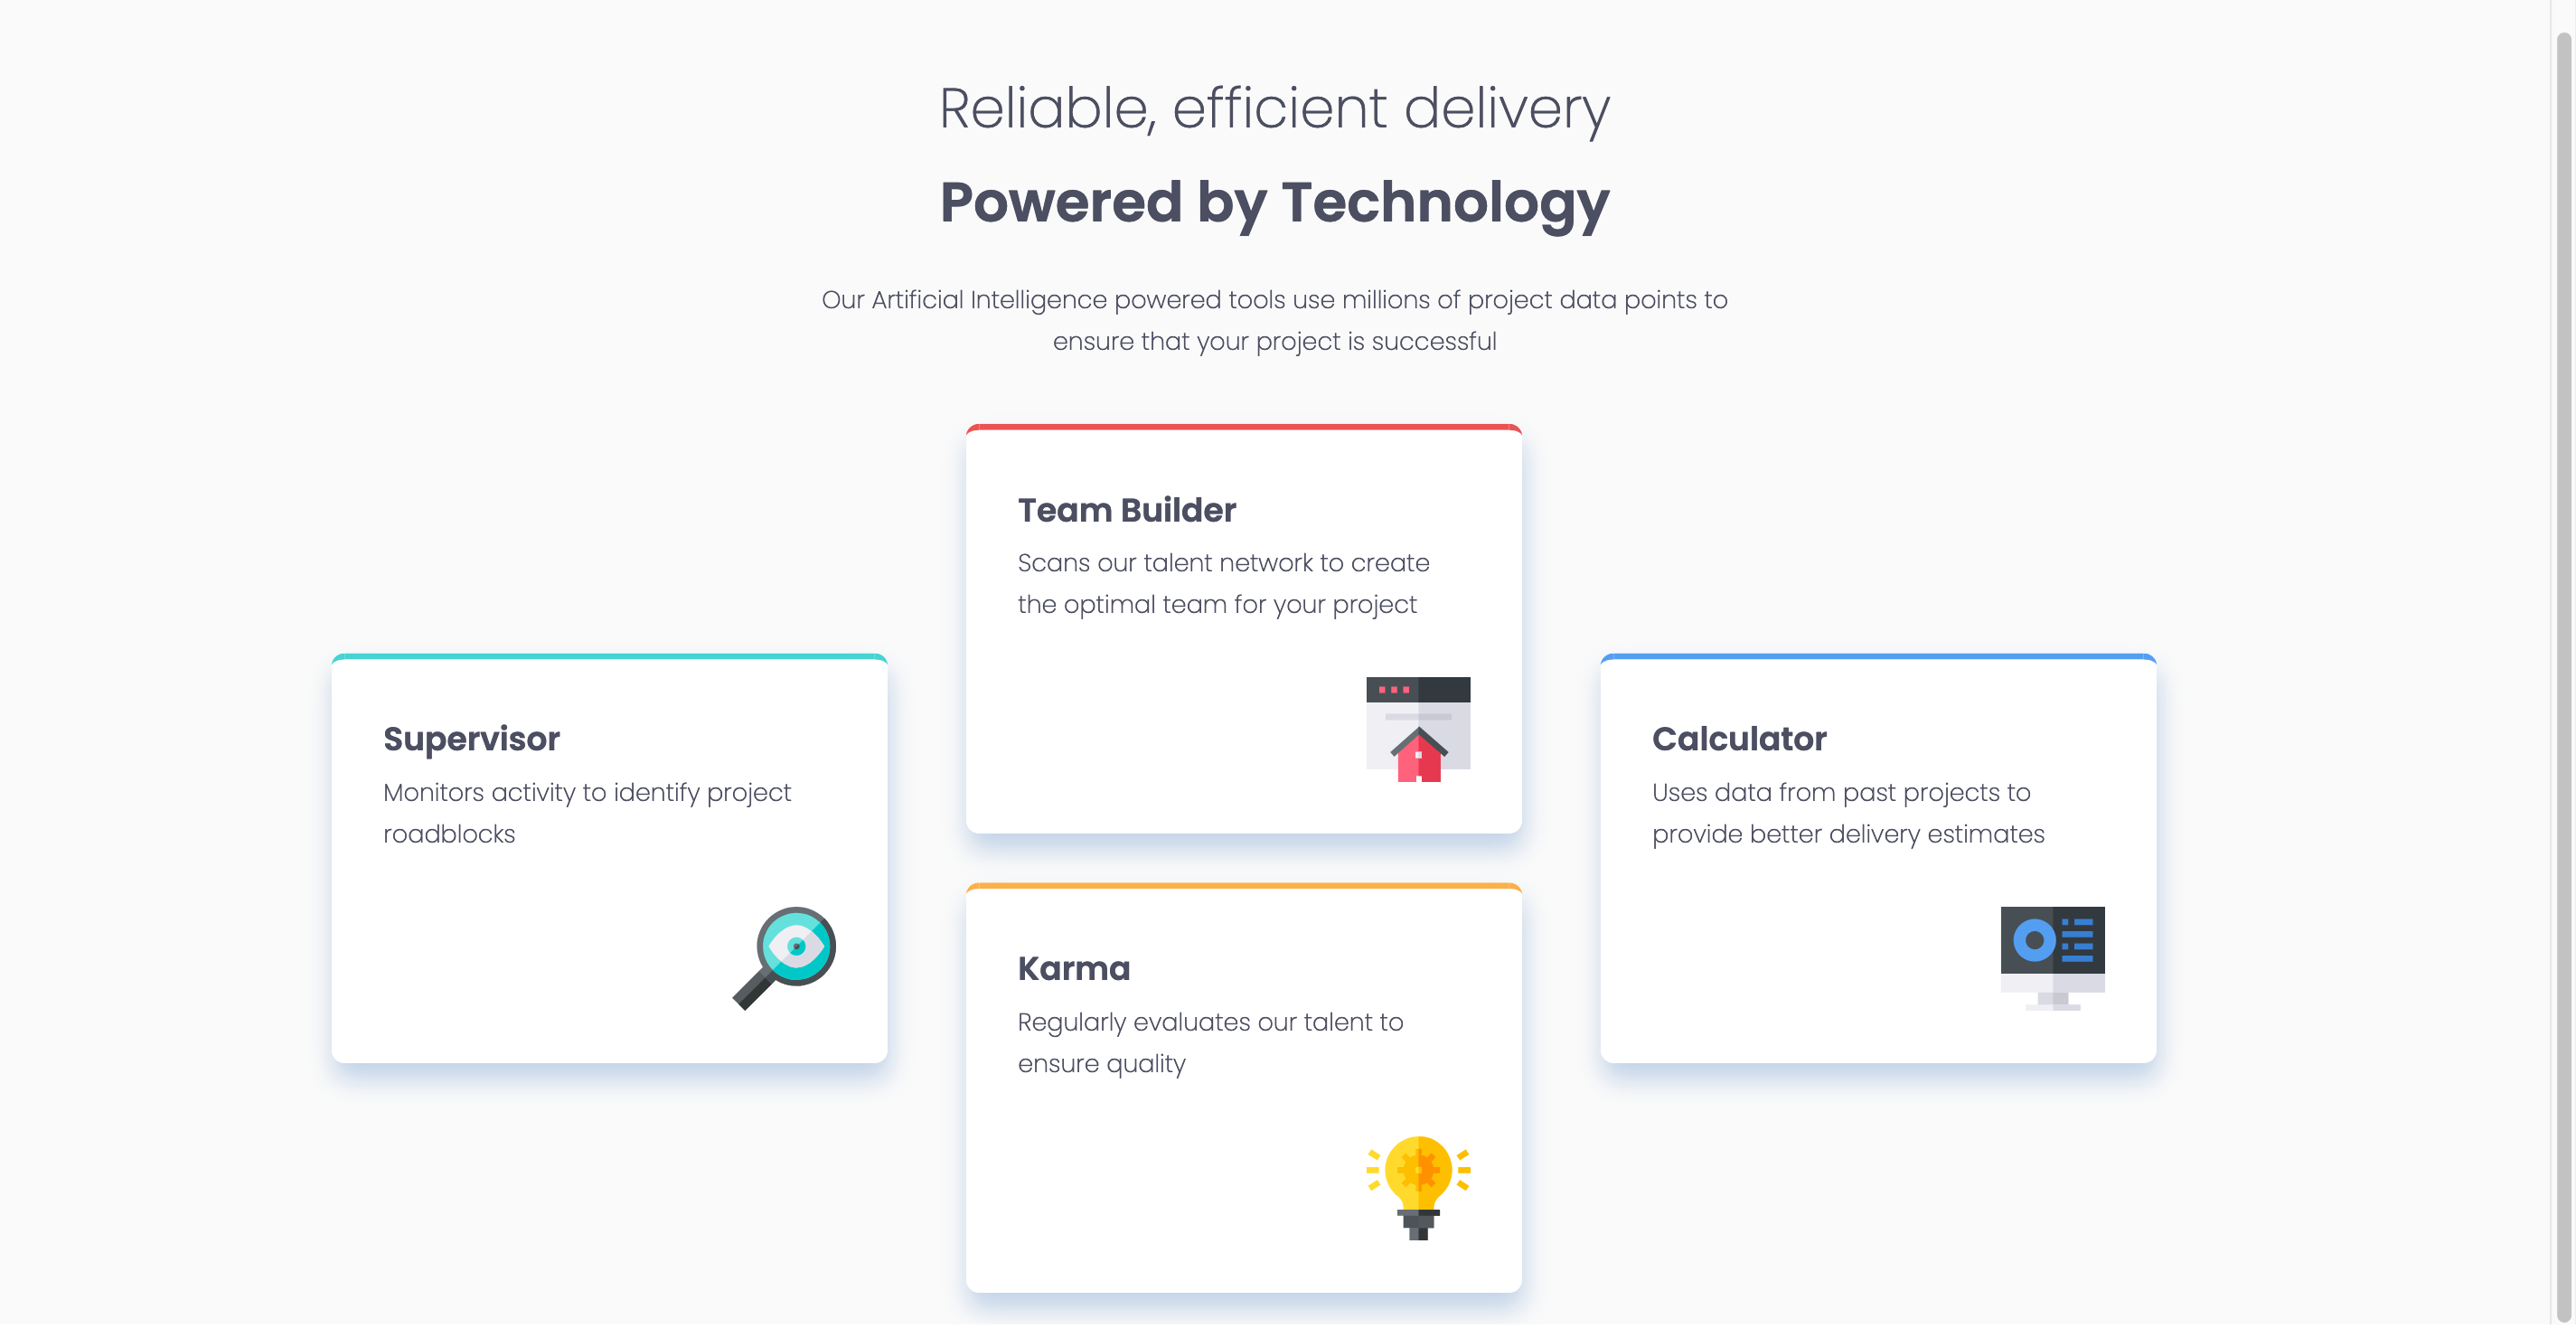 Reliable, efficient delivery
Powered by Technology
Our Artificial Intelligence powered tools use millions of project data points to
ensure that your project is successful
Team Builder
Scans our talent network to create
the optimal team for your project
Supervisor
Monitors activity to identify project
roadblocks
Calculator
Uses data from past projects to
provide better delivery estimates
Karma
Regularly evaluates our talent to
ensure quality